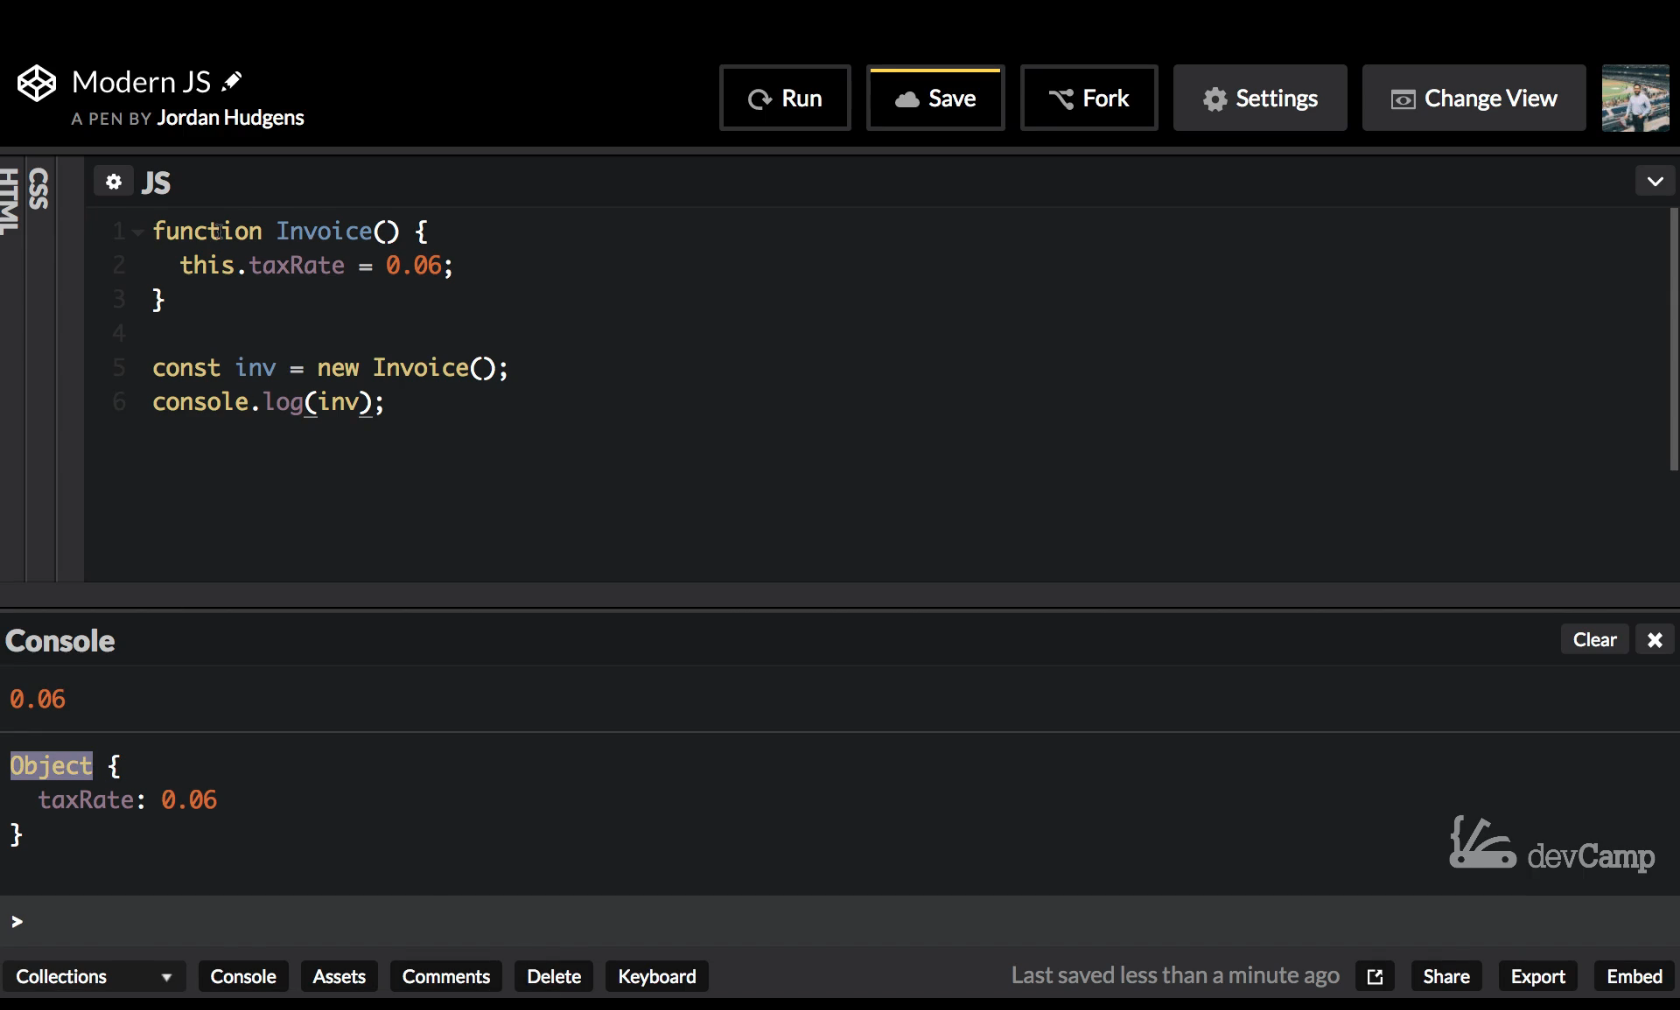 Modern JS
A PEN BY Jordan Hudgens
Run
Save
Fork
Settings
Change View
HTML
CSS
JS
1 function Invoice() {
2 this.taxRate = 0.06;
3 }
4
5 const inv = new Invoice();
6 console.log(inv);
Console
Clear
0.06
Object {
taxRate: 0.06
}
devCamp
>
Collections
Console
Assets
Comments
Delete
Keyboard
Last saved less than a minute ago
Share
Export
Embed